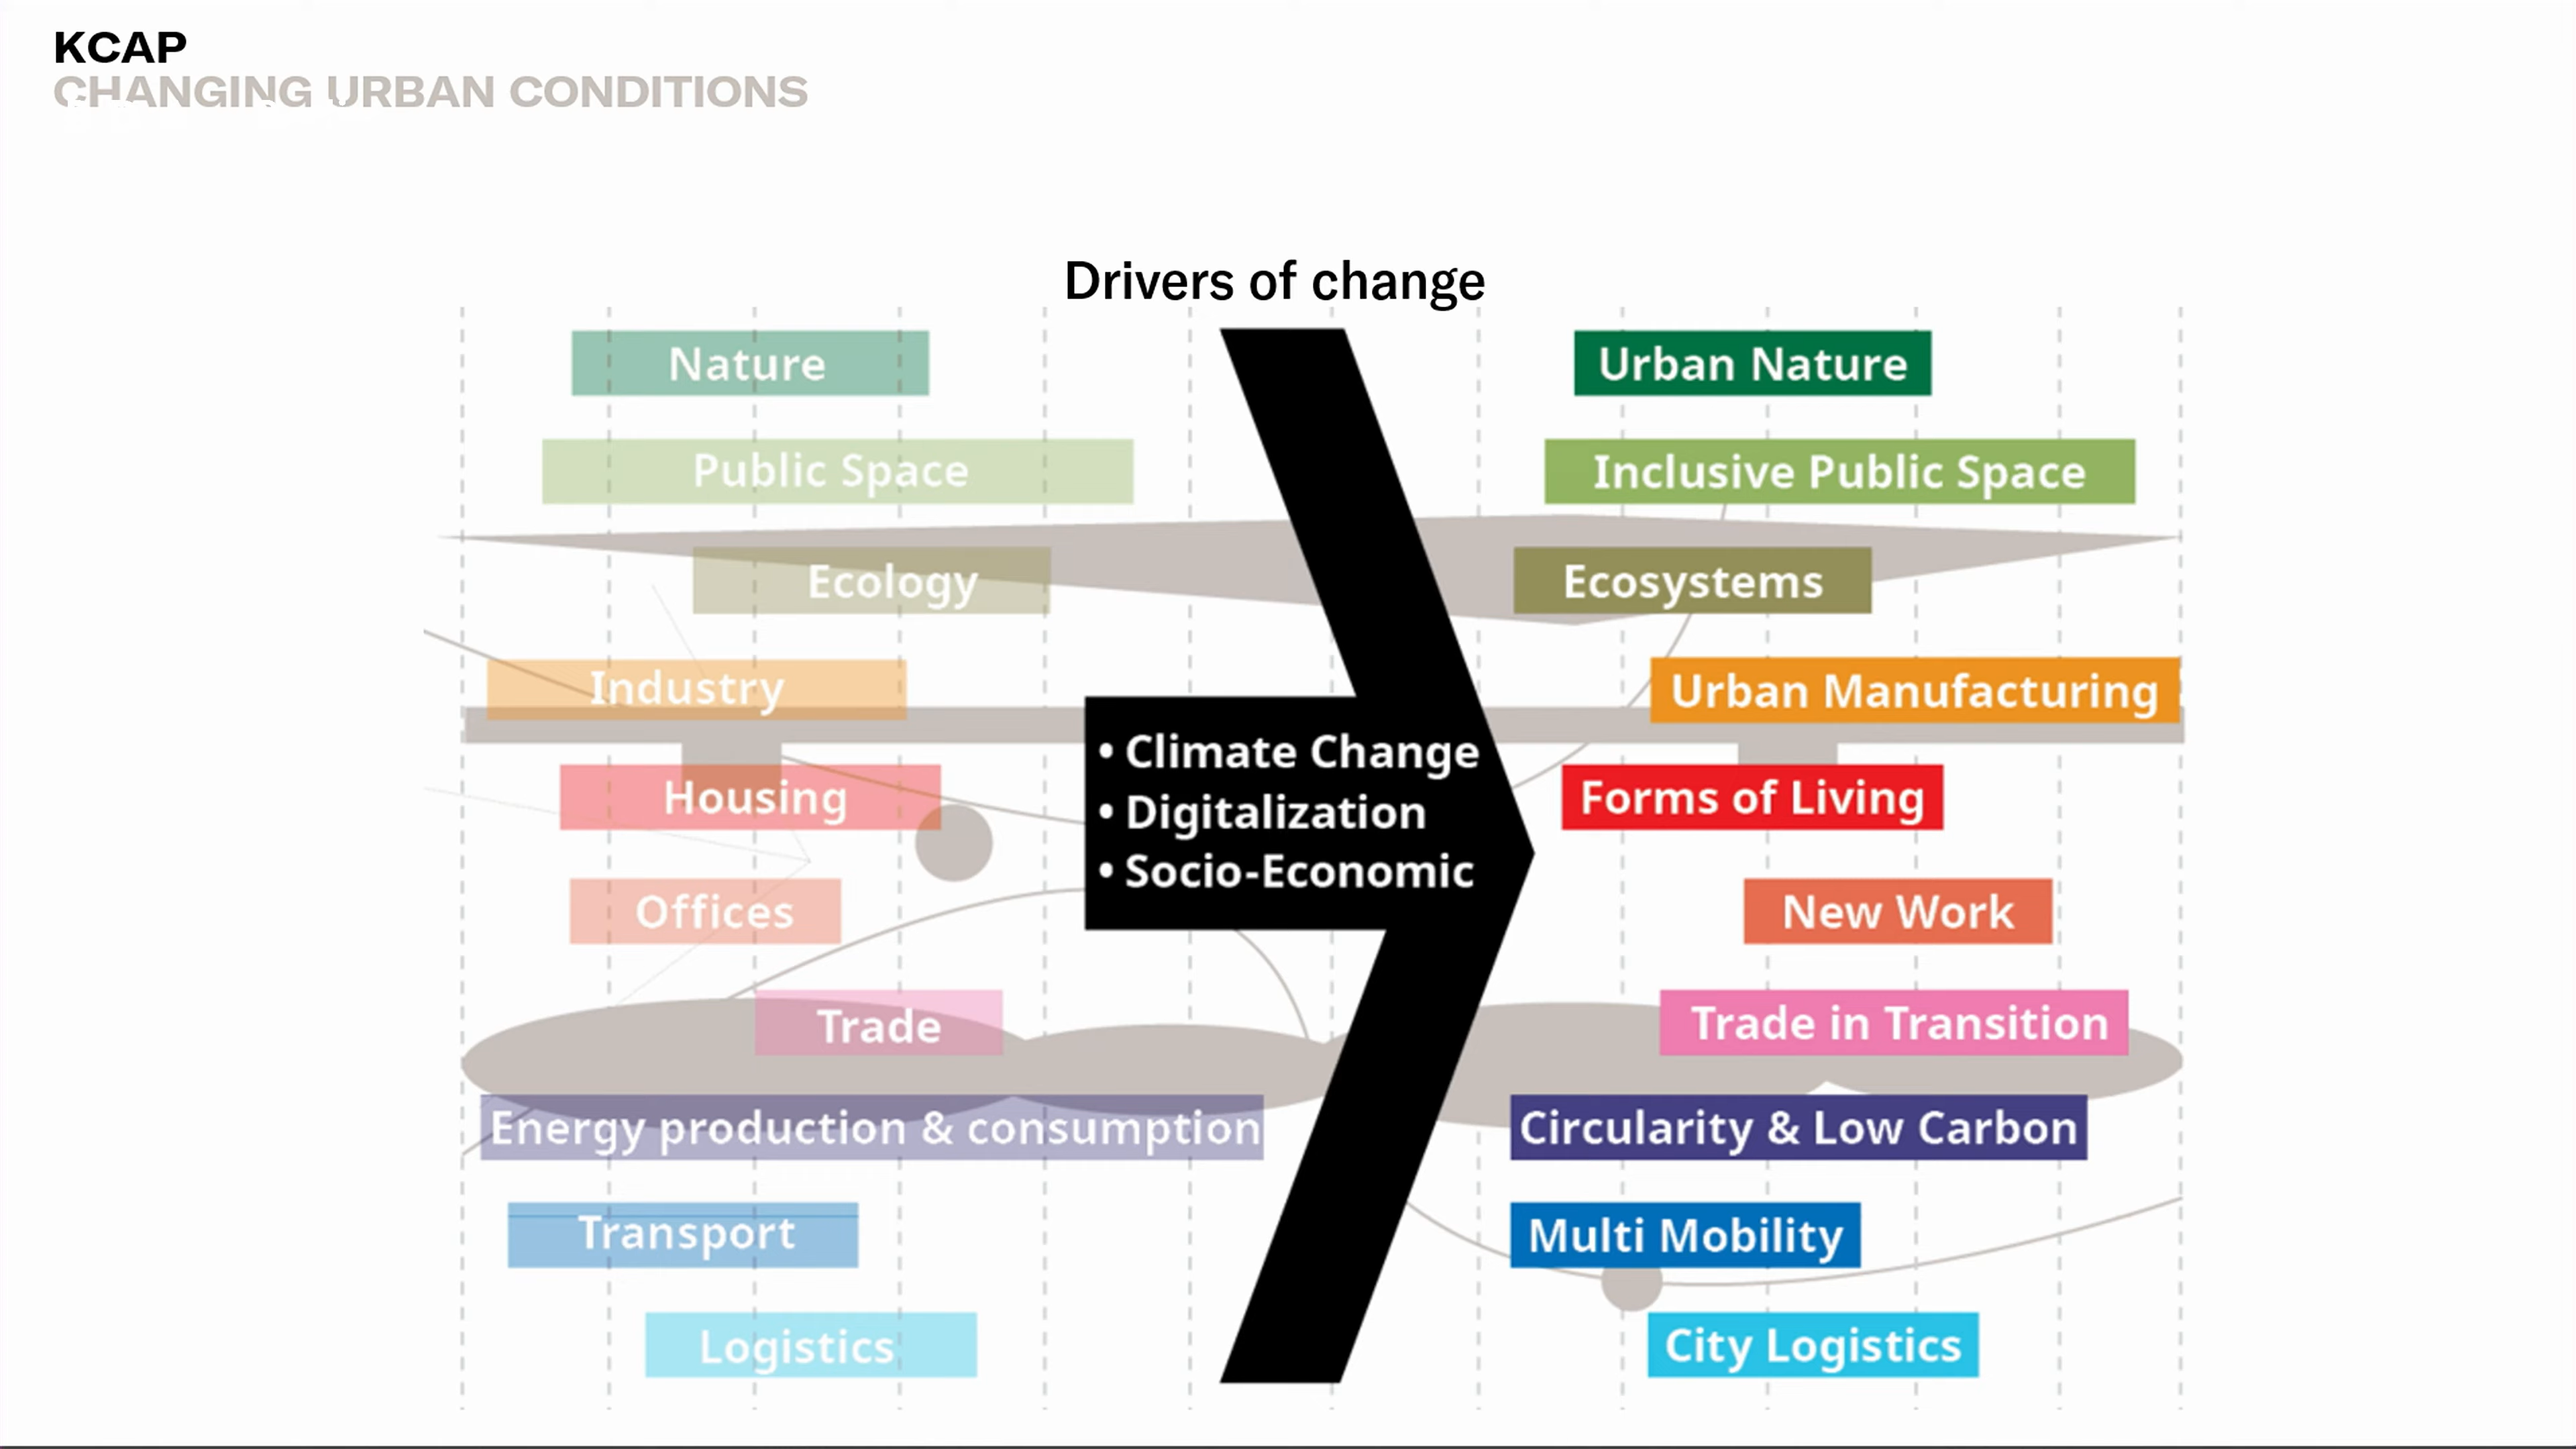 KCAP
CHANGING URBAN CONDITIONS
Drivers of change
Nature
Public Space
Ecology
Industry
Housing
Offices
Trade
Energy production & consumption
Transport
Logistics
• Climate Change
• Digitalization
• Socio-Economic
Urban Nature
Inclusive Public Space
Ecosystems
Urban Manufacturing
Forms of Living
New Work
Trade in Transition
Circularity & Low Carbon
Multi Mobility
City Logistics